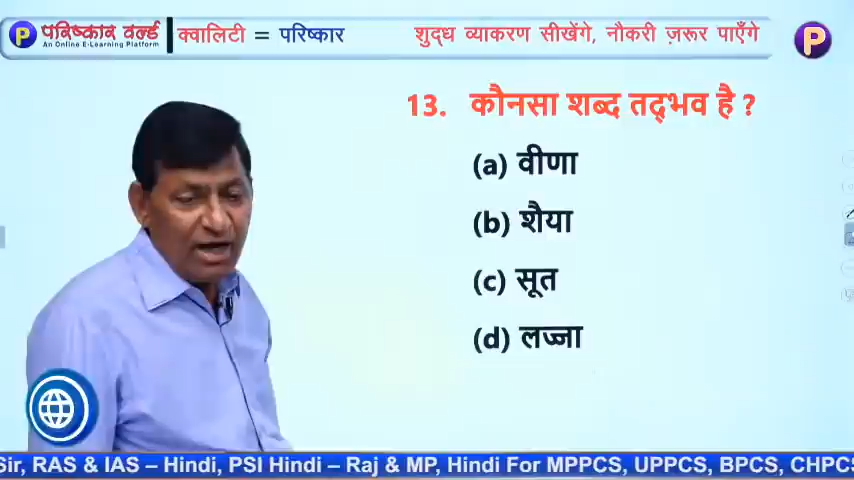 P परिष्कार वर्ल्ड
An Online E-Learning Platform
क्वालिटी = परिष्कार
शुद्ध व्याकरण सीखेंगे, नौकरी ज़रूर पाएँगे
P
13. कौनसा शब्द तद्भव है ?
(a) वीणा
(b) शैया
(c) सूत
(d) लज्जा
Sir, RAS & IAS – Hindi, PSI Hindi – Raj & MP, Hindi For MPPCS, UPPCS, BPCS, CHPCS